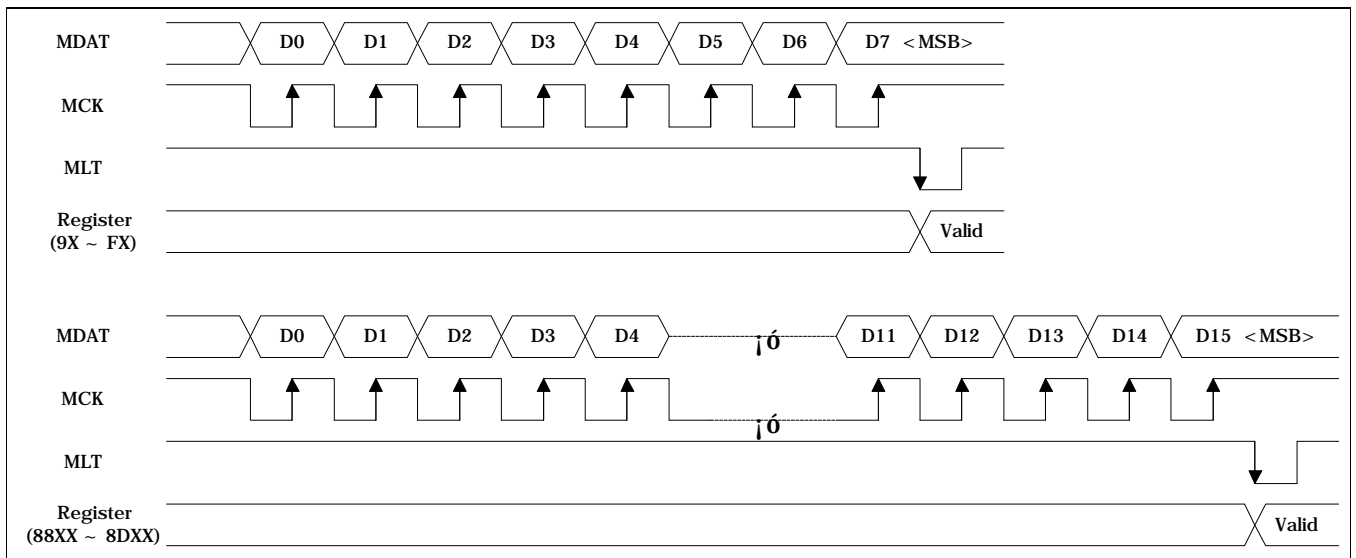 MDAT D0 D1 D2 D3 D4 D5 D6 D7 <MSB>
MCK
MLT
Register
(9X ~ FX) Valid
MDAT D0 D1 D2 D3 D4 ¡ó D11 D12 D13 D14 D15 <MSB>
MCK ¡ó
MLT
Register
(88XX ~ 8DXX) Valid